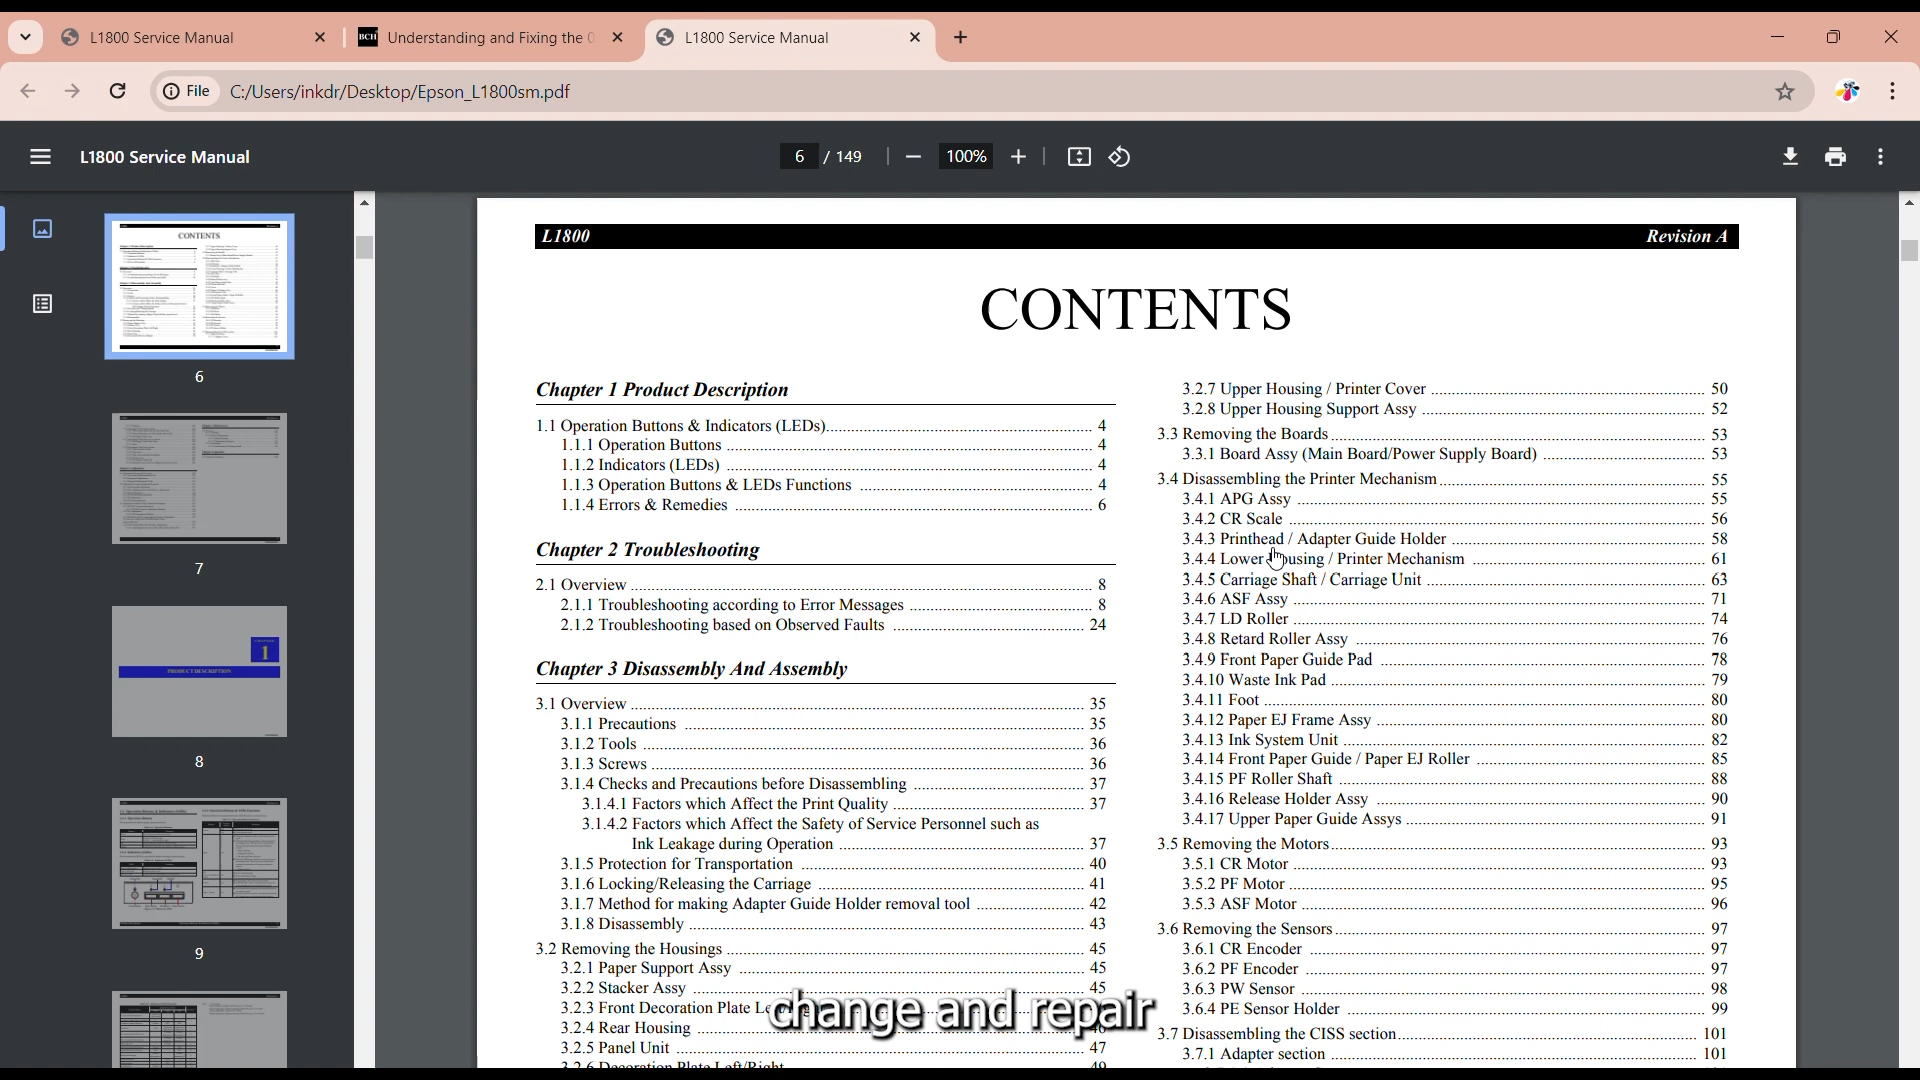 L1800 Service Manual
BCH Understanding and Fixing the
L1800 Service Manual
File C:/Users/inkdr/Desktop/Epson_L1800sm.pdf
L1800 Service Manual
6 / 149
100%
CONTENTS
6
7
CHAPTER
1
PRODUCT DESCRIPTION
8
9
L1800 Revision A
CONTENTS
Chapter 1 Product Description
1.1 Operation Buttons & Indicators (LEDs) 4
1.1.1 Operation Buttons 4
1.1.2 Indicators (LEDs) 4
1.1.3 Operation Buttons & LEDs Functions 4
1.1.4 Errors & Remedies 6
Chapter 2 Troubleshooting
2.1 Overview 8
2.1.1 Troubleshooting according to Error Messages 8
2.1.2 Troubleshooting based on Observed Faults 24
Chapter 3 Disassembly And Assembly
3.1 Overview 35
3.1.1 Precautions 35
3.1.2 Tools 36
3.1.3 Screws 36
3.1.4 Checks and Precautions before Disassembling 37
3.1.4.1 Factors which Affect the Print Quality 37
3.1.4.2 Factors which Affect the Safety of Service Personnel such as
Ink Leakage during Operation 37
3.1.5 Protection for Transportation 40
3.1.6 Locking/Releasing the Carriage 41
3.1.7 Method for making Adapter Guide Holder removal tool 42
3.1.8 Disassembly 43
3.2 Removing the Housings 45
3.2.1 Paper Support Assy 45
3.2.2 Stacker Assy 45
3.2.3 Front Decoration Plate
3.2.4 Rear Housing
3.2.5 Panel Unit 47
3.2.6 Decoration Plate Left/Right 49
3.2.7 Upper Housing / Printer Cover 50
3.2.8 Upper Housing Support Assy 52
3.3 Removing the Boards 53
3.3.1 Board Assy (Main Board/Power Supply Board) 53
3.4 Disassembling the Printer Mechanism 55
3.4.1 APG Assy 55
3.4.2 CR Scale 56
3.4.3 Printhead / Adapter Guide Holder 58
3.4.4 Lower Housing / Printer Mechanism 61
3.4.5 Carriage Shaft / Carriage Unit 63
3.4.6 ASF Assy 71
3.4.7 LD Roller 74
3.4.8 Retard Roller Assy 76
3.4.9 Front Paper Guide Pad 78
3.4.10 Waste Ink Pad 79
3.4.11 Foot 80
3.4.12 Paper EJ Frame Assy 80
3.4.13 Ink System Unit 82
3.4.14 Front Paper Guide / Paper EJ Roller 85
3.4.15 PF Roller Shaft 88
3.4.16 Release Holder Assy 90
3.4.17 Upper Paper Guide Assys 91
3.5 Removing the Motors 93
3.5.1 CR Motor 93
3.5.2 PF Motor 95
3.5.3 ASF Motor 96
3.6 Removing the Sensors 97
3.6.1 CR Encoder 97
3.6.2 PF Encoder 97
3.6.3 PW Sensor 98
3.6.4 PE Sensor Holder 99
3.7 Disassembling the CISS section 101
3.7.1 Adapter section 101
change and repair